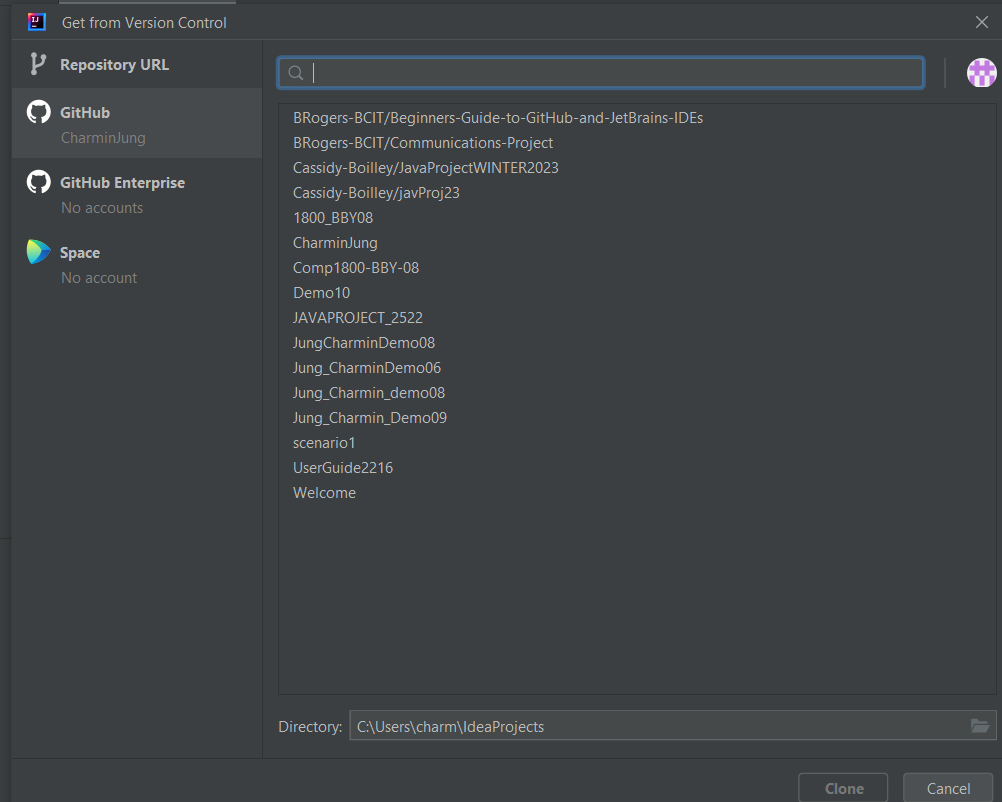 Get from Version Control
Repository URL
GitHub
CharminJung
GitHub Enterprise
No accounts
Space
No account
BRogers-BCIT/Beginners-Guide-to-GitHub-and-JetBrains-IDEs
BRogers-BCIT/Communications-Project
Cassidy-Boilley/JavaProjectWINTER2023
Cassidy-Boilley/javProj23
1800_BBY08
CharminJung
Comp1800-BBY-08
Demo10
JAVAPROJECT_2522
JungCharminDemo08
Jung_CharminDemo06
Jung_Charmin_demo08
Jung_Charmin_Demo09
scenario1
UserGuide2216
Welcome
Directory: C:\Users\charm\IdeaProjects
Clone Cancel